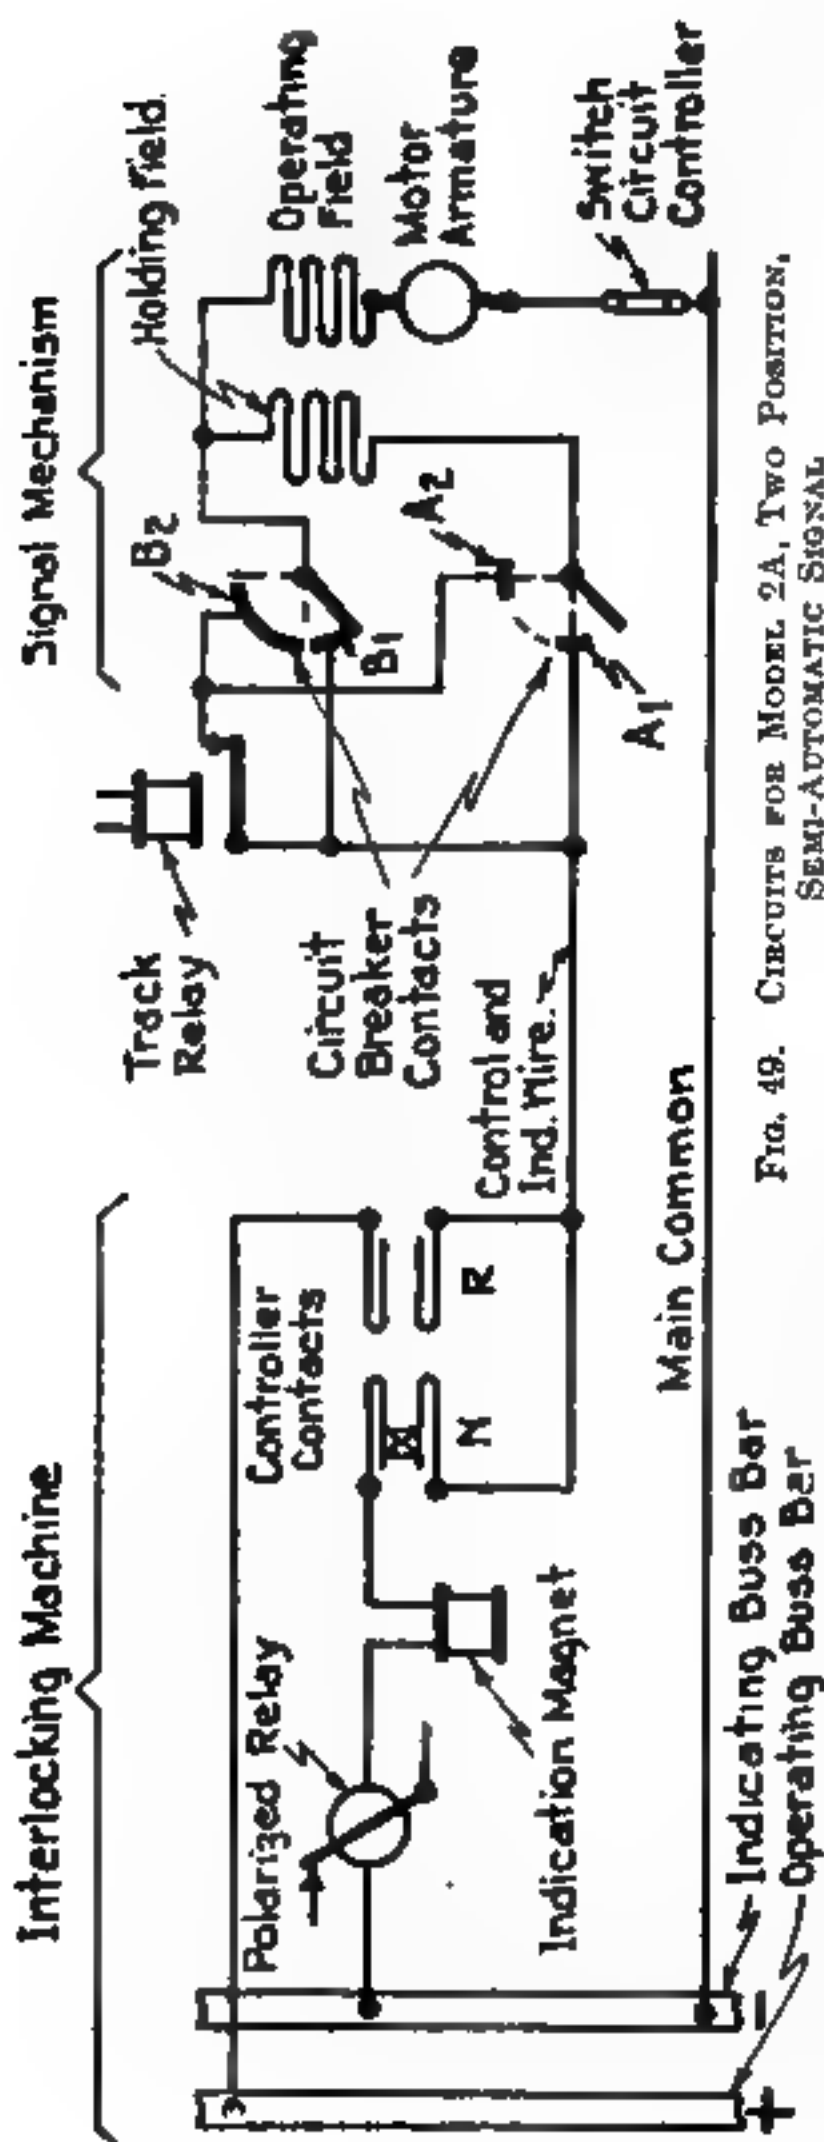 Interlocking Machine
Signal Mechanism
Polarized Relay
Controller
Contacts
Track
Relay
B2
Holding Field.
Operating
Field
Circuit
Breaker
Contacts
B1
A2
Motor
Armature
N
R
Control and
Ind. Wire.
Indication Magnet
A1
Switch
Circuit
Controller
Main Common
Indicating Buss Bar
Operating Buss Bar
+
-
FIG. 49. CIRCUITS FOR MODEL 2A, TWO POSITION,
SEMI-AUTOMATIC SIGNAL